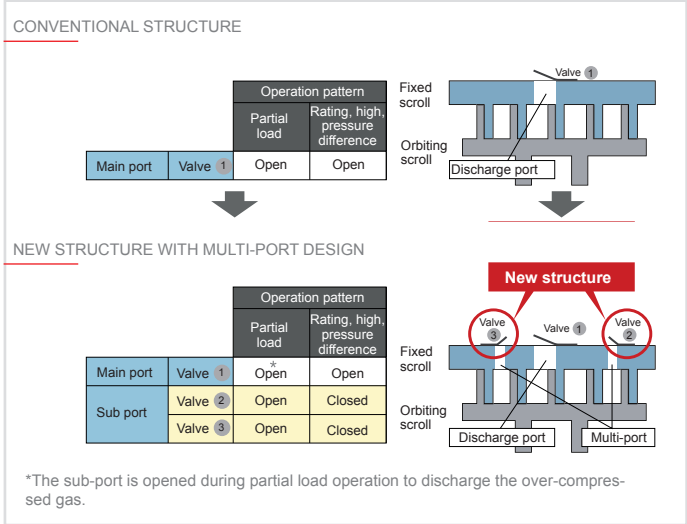 CONVENTIONAL STRUCTURE
Operation pattern
Partial
load
Rating, high,
pressure
difference
Main port Valve 1 Open Open
Valve 1
Fixed
scroll
Orbiting
scroll
Discharge port
NEW STRUCTURE WITH MULTI-PORT DESIGN
New structure
Operation pattern
Partial
load
Rating, high,
pressure
difference
Main port Valve 1 Open* Open
Sub port
Valve 2 Open Closed
Valve 3 Open Closed
Valve
3
Valve 1
Valve
2
Fixed
scroll
Orbiting
scroll
Discharge port
Multi-port
*The sub-port is opened during partial load operation to discharge the over-compres-
sed gas.